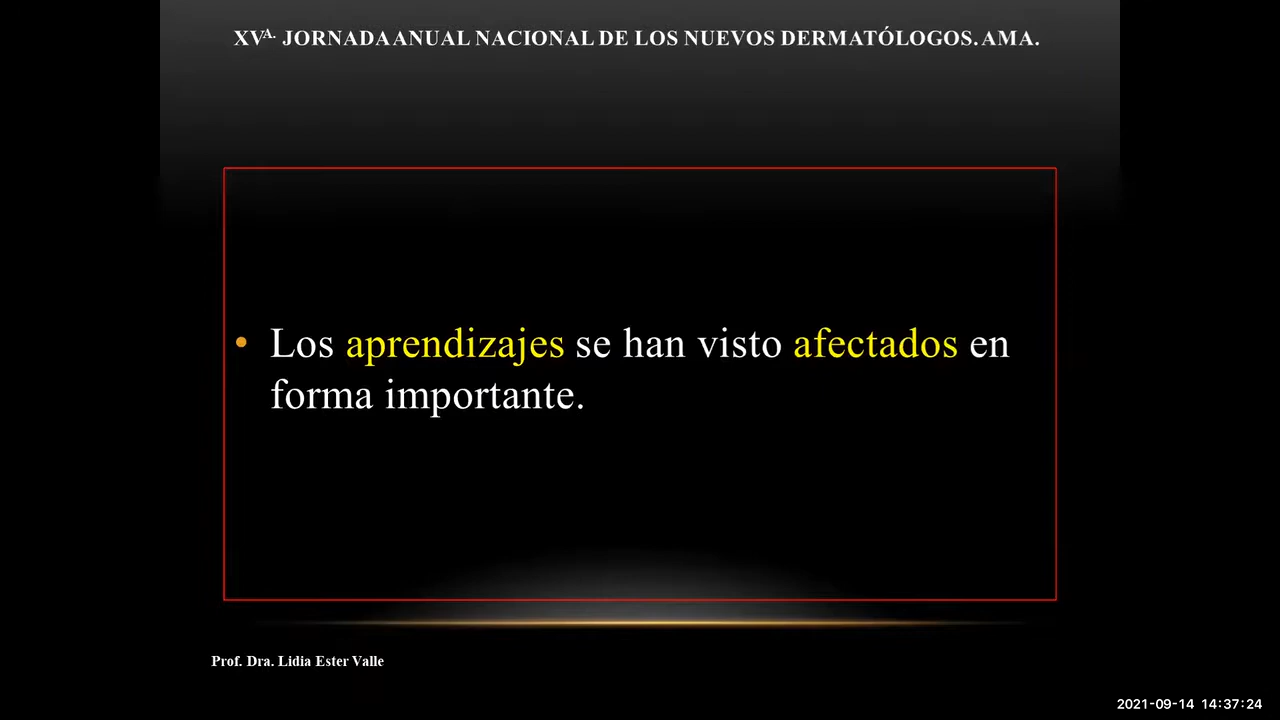 XVA. JORNADA ANUAL NACIONAL DE LOS NUEVOS DERMATÓLOGOS. AMA.
• Los aprendizajes se han visto afectados en
forma importante.
Prof. Dra. Lidia Ester Valle
2021-09-14 14:37:24